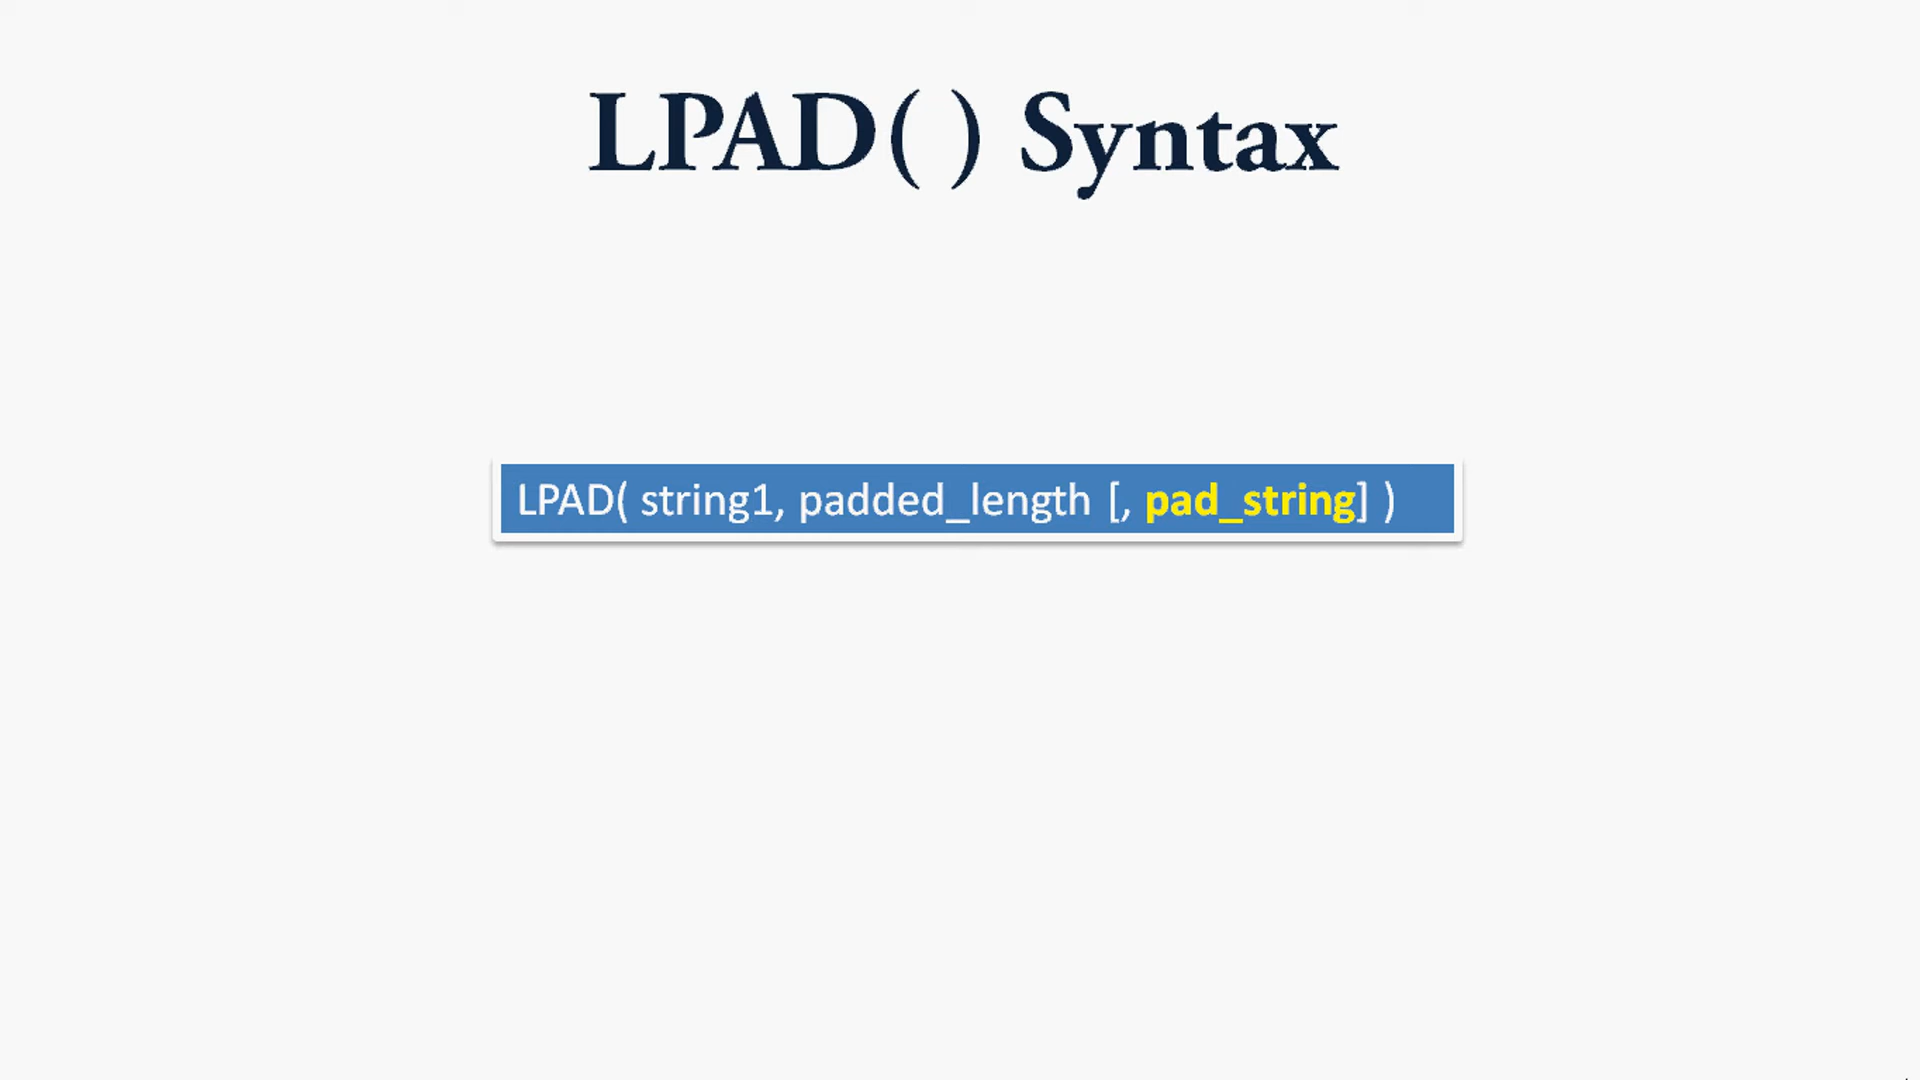 LPAD( ) Syntax
LPAD( string1, padded_length [, pad_string] )